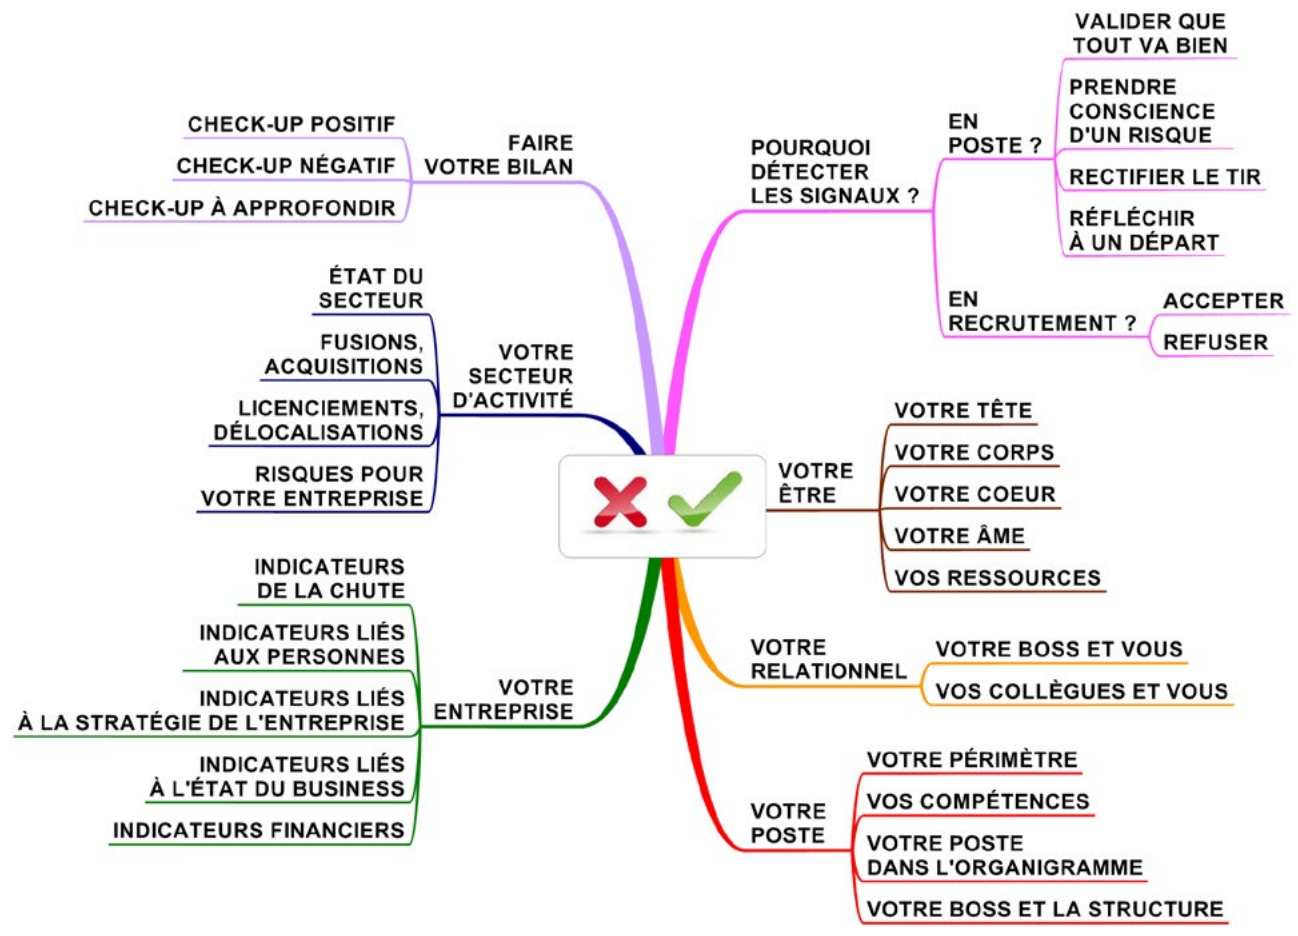 VALIDER QUE
TOUT VA BIEN
PRENDRE
CONSCIENCE
D'UN RISQUE
RECTIFIER LE TIR
RÉFLÉCHIR
À UN DÉPART
EN
POSTE ?
POURQUOI
DÉTECTER
LES SIGNAUX ?
EN
RECRUTEMENT ?
ACCEPTER
REFUSER
VOTRE
ÊTRE
VOTRE TÊTE
VOTRE CORPS
VOTRE COEUR
VOTRE ÂME
VOS RESSOURCES
VOTRE
RELATIONNEL
VOTRE BOSS ET VOUS
VOS COLLÈGUES ET VOUS
VOTRE
POSTE
VOTRE PÉRIMÈTRE
VOS COMPÉTENCES
VOTRE POSTE
DANS L'ORGANIGRAMME
VOTRE BOSS ET LA STRUCTURE
VOTRE
ENTREPRISE
INDICATEURS
DE LA CHUTE
INDICATEURS LIÉS
AUX PERSONNES
INDICATEURS LIÉS
À LA STRATÉGIE DE L'ENTREPRISE
INDICATEURS LIÉS
À L'ÉTAT DU BUSINESS
INDICATEURS FINANCIERS
VOTRE
SECTEUR
D'ACTIVITÉ
ÉTAT DU
SECTEUR
FUSIONS,
ACQUISITIONS
LICENCIEMENTS,
DÉLOCALISATIONS
RISQUES POUR
VOTRE ENTREPRISE
FAIRE
VOTRE BILAN
CHECK-UP POSITIF
CHECK-UP NÉGATIF
CHECK-UP À APPROFONDIR